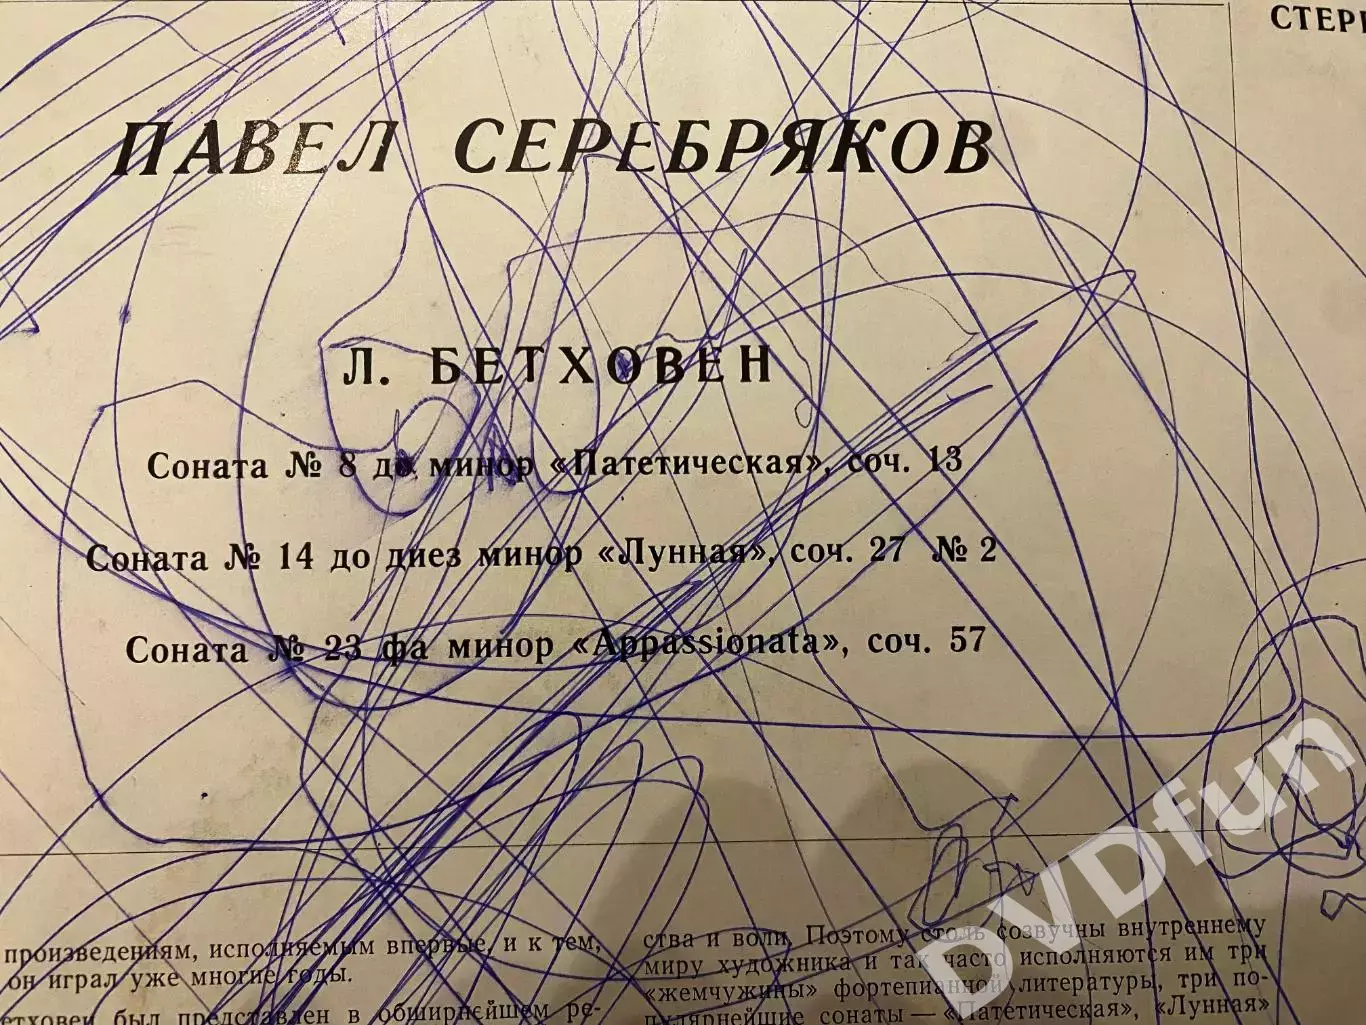 СТЕР
ПАВЕЛ СЕРЕБРЯКОВ
Л. БЕТХОВЕН
Соната № 8 до минор «Патетическая», соч. 13
Соната № 14 до диез минор «Лунная», соч. 27 № 2
Соната № 23 фа минор «Appassionata», соч. 57
произведениям, исполняемым впервые, и к тем,
он играл уже многие годы.
етховен был представлен в обширнейшем ре-
ства и воли. Поэтому столь созвучны внутреннему
миру художника и так часто исполняются им три
«жемчужины» фортепианной литературы, три по-
пулярнейшие сонаты — «Патетическая», «Лунная»
DVDfun